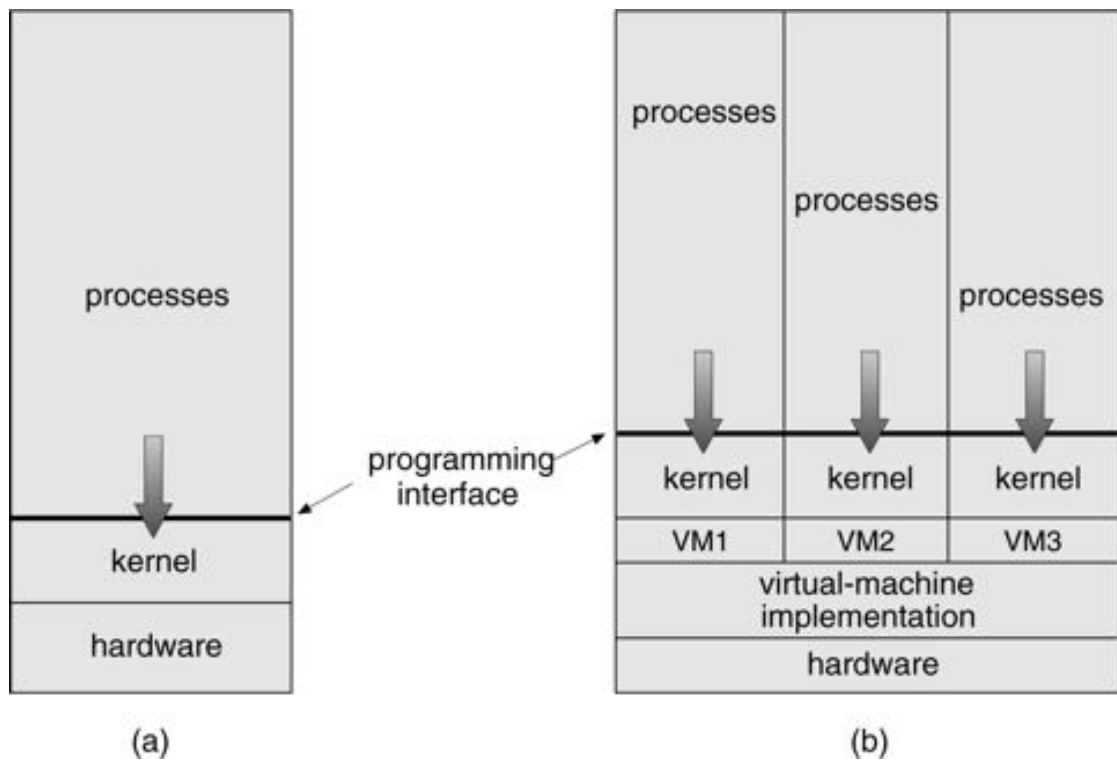 processes
kernel
hardware
(a)
programming
interface
processes
processes
processes
kernel
kernel
kernel
VM1
VM2
VM3
virtual-machine
implementation
hardware
(b)